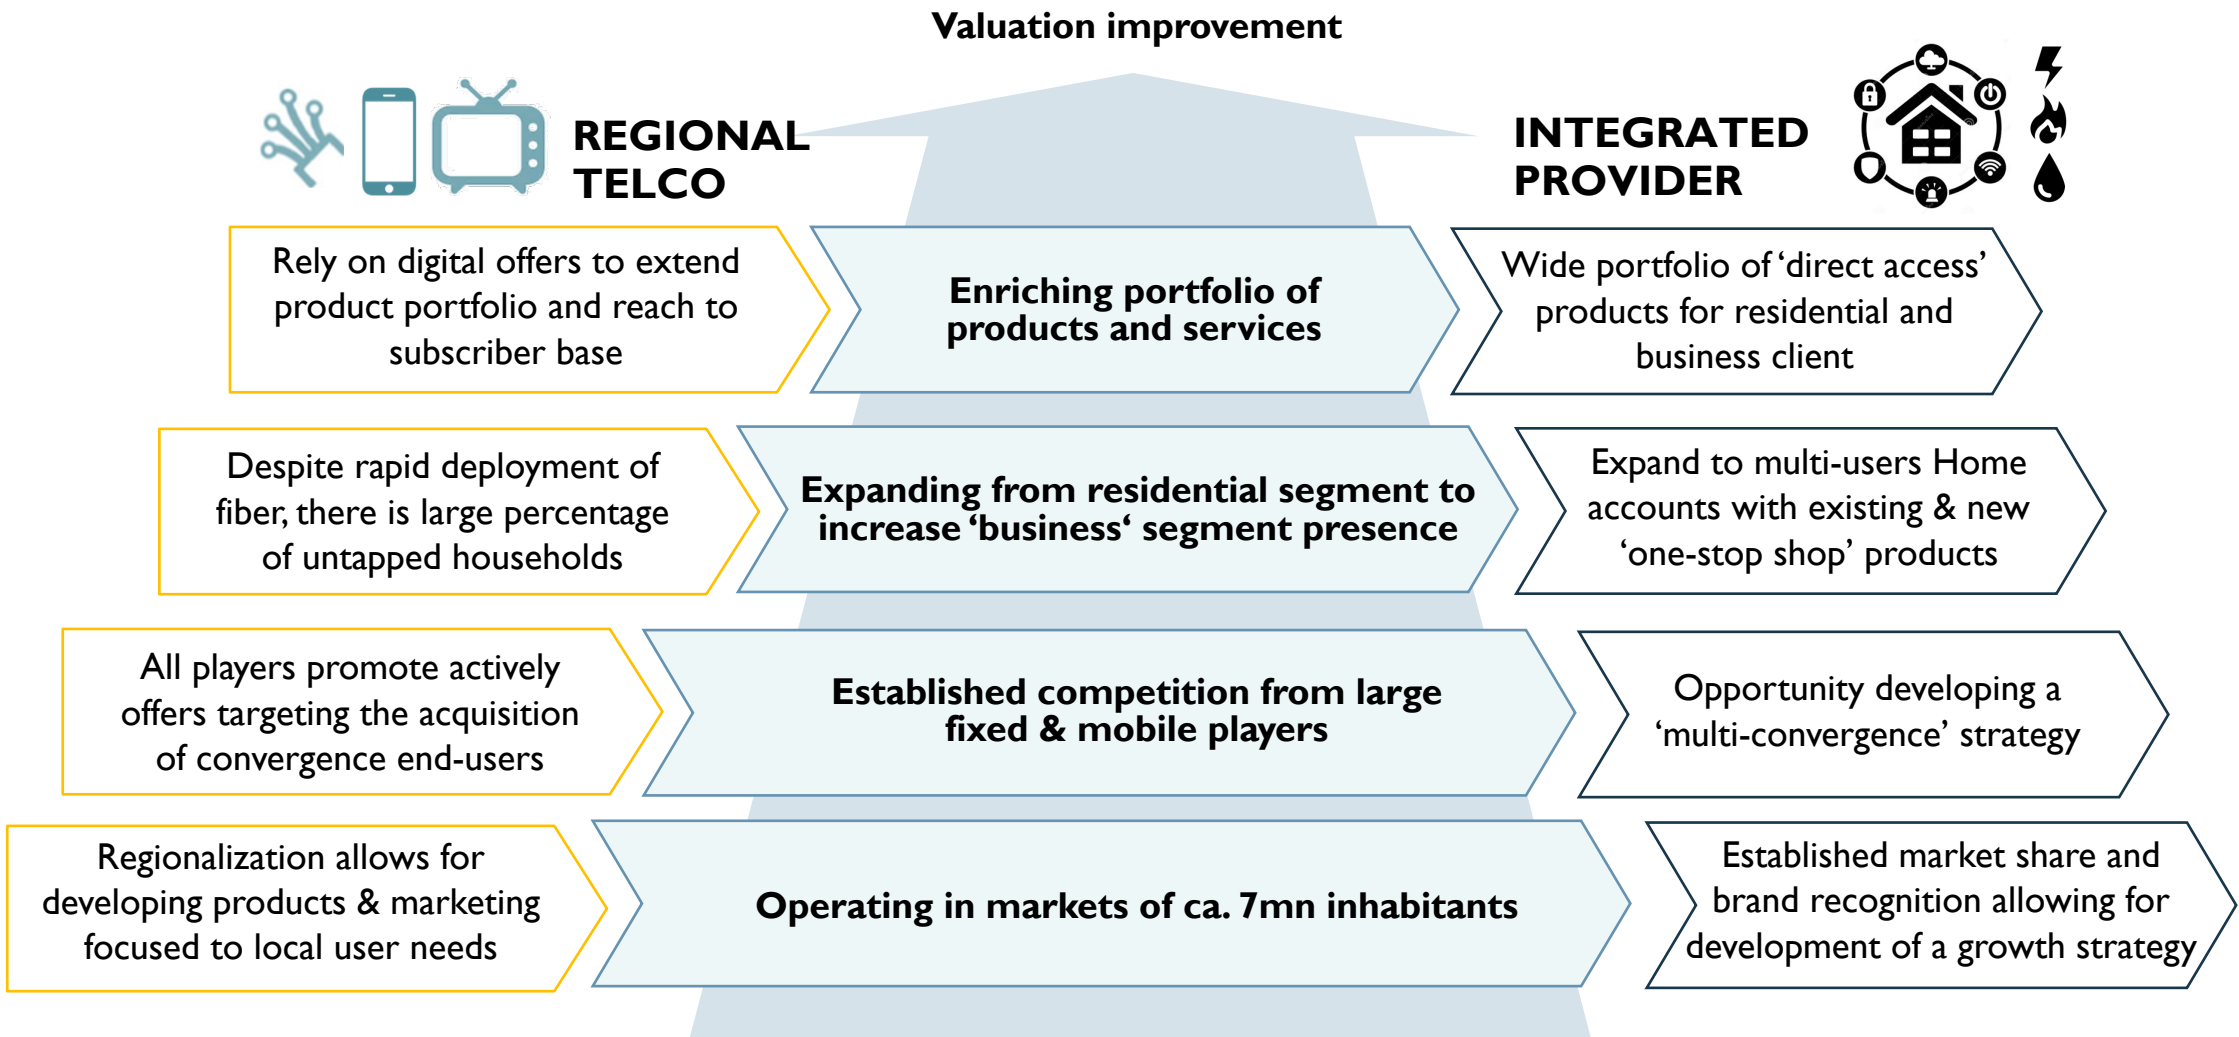 Valuation improvement
REGIONAL
TELCO
INTEGRATED
PROVIDER
Rely on digital offers to extend
product portfolio and reach to
subscriber base
Enriching portfolio of
products and services
Wide portfolio of ‘direct access’
products for residential and
business client
Despite rapid deployment of
fiber, there is large percentage
of untapped households
Expanding from residential segment to
increase ‘business‘ segment presence
Expand to multi-users Home
accounts with existing & new
‘one-stop shop’ products
All players promote actively
offers targeting the acquisition
of convergence end-users
Established competition from large
fixed & mobile players
Opportunity developing a
‘multi-convergence’ strategy
Regionalization allows for
developing products & marketing
focused to local user needs
Operating in markets of ca. 7mn inhabitants
Established market share and
brand recognition allowing for
development of a growth strategy